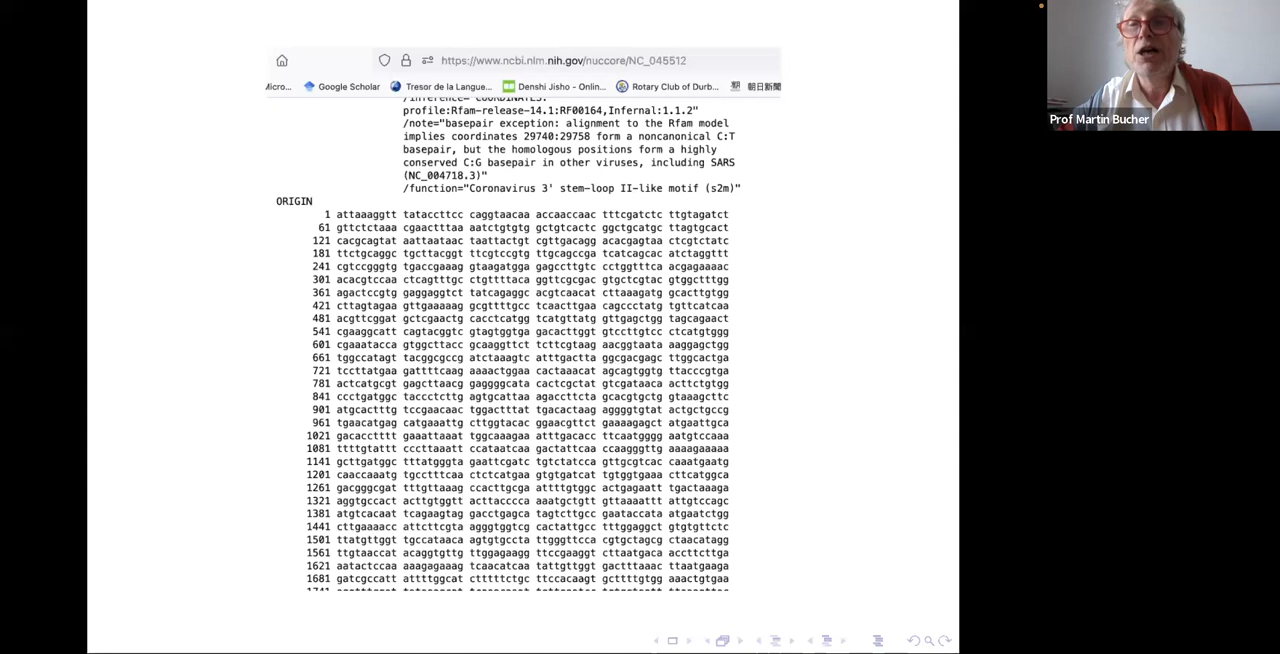 https://www.ncbi.nlm.nih.gov/nuccore/NC_045512
Micro... Google Scholar Tresor de la Langue... Denshi Jisho - Onlin... Rotary Club of Durb... 朝日新聞
/inference="COORDINATES:
profile:Rfam-release-14.1:RF00164,Infernal:1.1.2"
/note="basepair exception: alignment to the Rfam model
implies coordinates 29740:29758 form a noncanonical C:T
basepair, but the homologous positions form a highly
conserved C:G basepair in other viruses, including SARS
(NC_004718.3)"
/function="Coronavirus 3' stem-loop II-like motif (s2m)"
ORIGIN
1 attaaaggtt tataccttcc caggtaacaa accaaccaac tttcgatctc ttgtagatct
61 gttctctaaa cgaactttaa aatctgtgtg gctgtcactc ggctgcatgc ttagtgcact
121 cacgcagtat aattaataac taattactgt cgttgacagg acacgagtaa ctcgtctatc
181 ttctgcaggc tgcttacggt ttcgtccgtg ttgcagccga tcatcagcac atctaggttt
241 cgtccgggtg tgaccgaaag gtaagatgga gagccttgtc cctggtttca acgagaaaac
301 acacgtccaa ctcagtttgc ctgttttaca ggttcgcgac gtgctcgtac gtggctttgg
361 agactccgtg gaggaggtct tatcagaggc acgtcaacat cttaaagatg gcacttgtgg
421 cttagtagaa gttgaaaaag gcgttttgcc tcaacttgaa cagccctatg tgttcatcaa
481 acgttcggat gctcgaactg cacctcatgg tcatgttatg gttgagctgg tagcagaact
541 cgaaggcatt cagtacggtc gtagtggtga gacacttggt gtccttgtcc ctcatgtggg
601 cgaaatacca gtggcttacc gcaaggttct tcttcgtaag aacggtaata aaggagctgg
661 tggccatagt tacggcgccg atctaaagtc atttgactta ggcgacgagc ttggcactga
721 tccttatgaa gattttcaag aaaactggaa cactaaacat agcagtggtg ttacccgtga
781 actcatgcgt gagcttaacg gaggggcata cactcgctat gtcgataaca acttctgtgg
841 ccctgatggc taccctcttg agtgcattaa agaccttcta gcacgtgctg gtaaagcttc
901 atgcactttg tccgaacaac tggactttat tgacactaag aggggtgtat actgctgccg
961 tgaacatgag catgaaattg cttggtacac ggaacgttct gaaaagagct atgaattgca
1021 gacacctttt gaaattaaat tggcaaagaa atttgacacc ttcaatgggg aatgtccaaa
1081 ttttgtattt cccttaaatt ccataatcaa gactattcaa ccaagggttg aaaagaaaaa
1141 gcttgatggc tttatgggta gaattcgatc tgtctatcca gttgcgtcac caaatgaatg
1201 caaccaaatg tgcctttcaa ctctcatgaa gtgtgatcat tgtggtgaaa cttcatggca
1261 gacgggcgat tttgttaaag ccacttgcga attttgtggc actgagaatt tgactaaaga
1321 aggtgccact acttgtggtt acttacccca aaatgctgtt gttaaaattt attgtccagc
1381 atgtcacaat tcagaagtag gacctgagca tagtcttgcc gaataccata atgaatctgg
1441 cttgaaaacc attcttcgta agggtggtcg cactattgcc tttggaggct gtgtgttctc
1501 ttatgttggt tgccataaca agtgtgccta ttgggttcca cgtgctagcg ctaacatagg
1561 ttgtaaccat acaggtgttg ttggagaagg ttccgaaggt cttaatgaca accttcttga
1621 aatactccaa aaagagaaag tcaacatcaa tattgttggt gactttaaac ttaatgaaga
1681 gatcgccatt attttggcat ctttttctgc ttccacaagt gcttttgtgg aaactgtgaa
Prof Martin Bucher